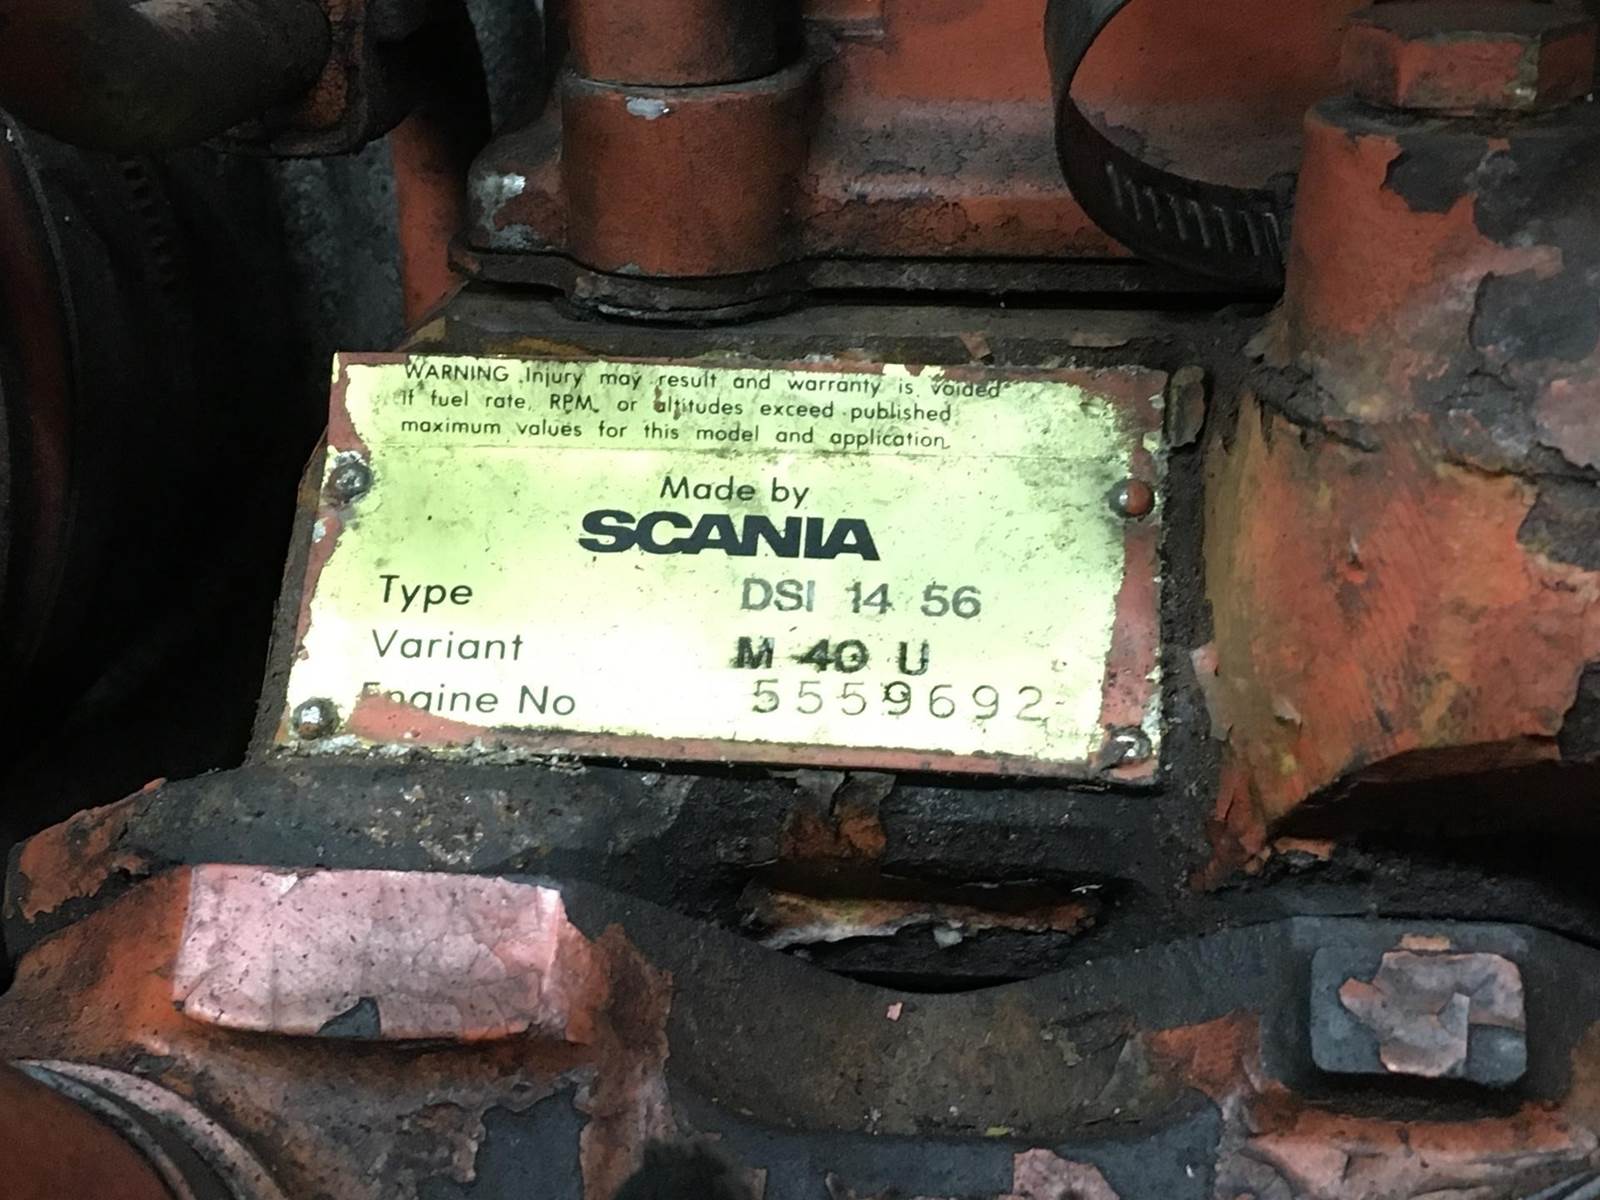 WARNING Injury may result and warranty is voided
If fuel rate, RPM, or altitudes exceed published
maximum values for this model and application.
Made by
SCANIA
Type DSI 14 56
Variant M 40 U
Engine No 5559692